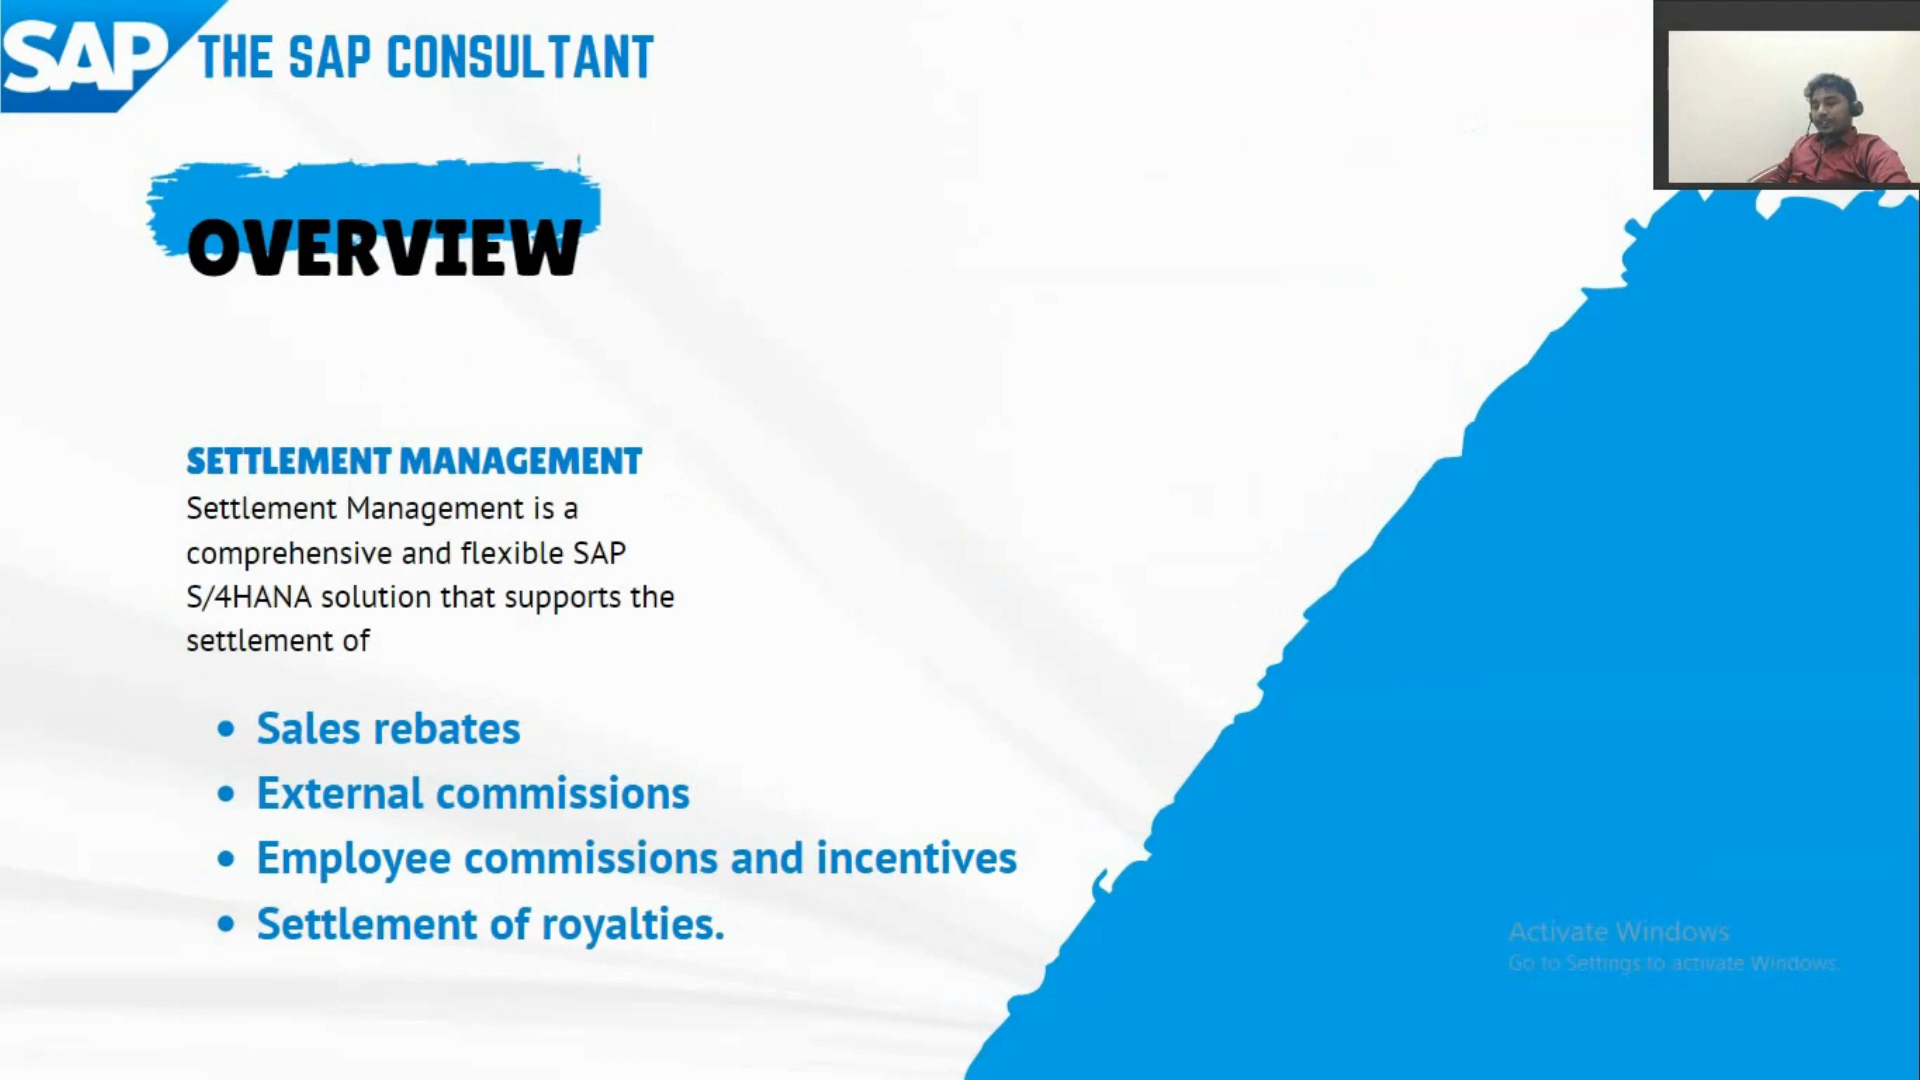 SAP THE SAP CONSULTANT
OVERVIEW
SETTLEMENT MANAGEMENT
Settlement Management is a
comprehensive and flexible SAP
S/4HANA solution that supports the
settlement of
• Sales rebates
• External commissions
• Employee commissions and incentives
• Settlement of royalties.
Activate Windows
Go to Settings to activate Windows.